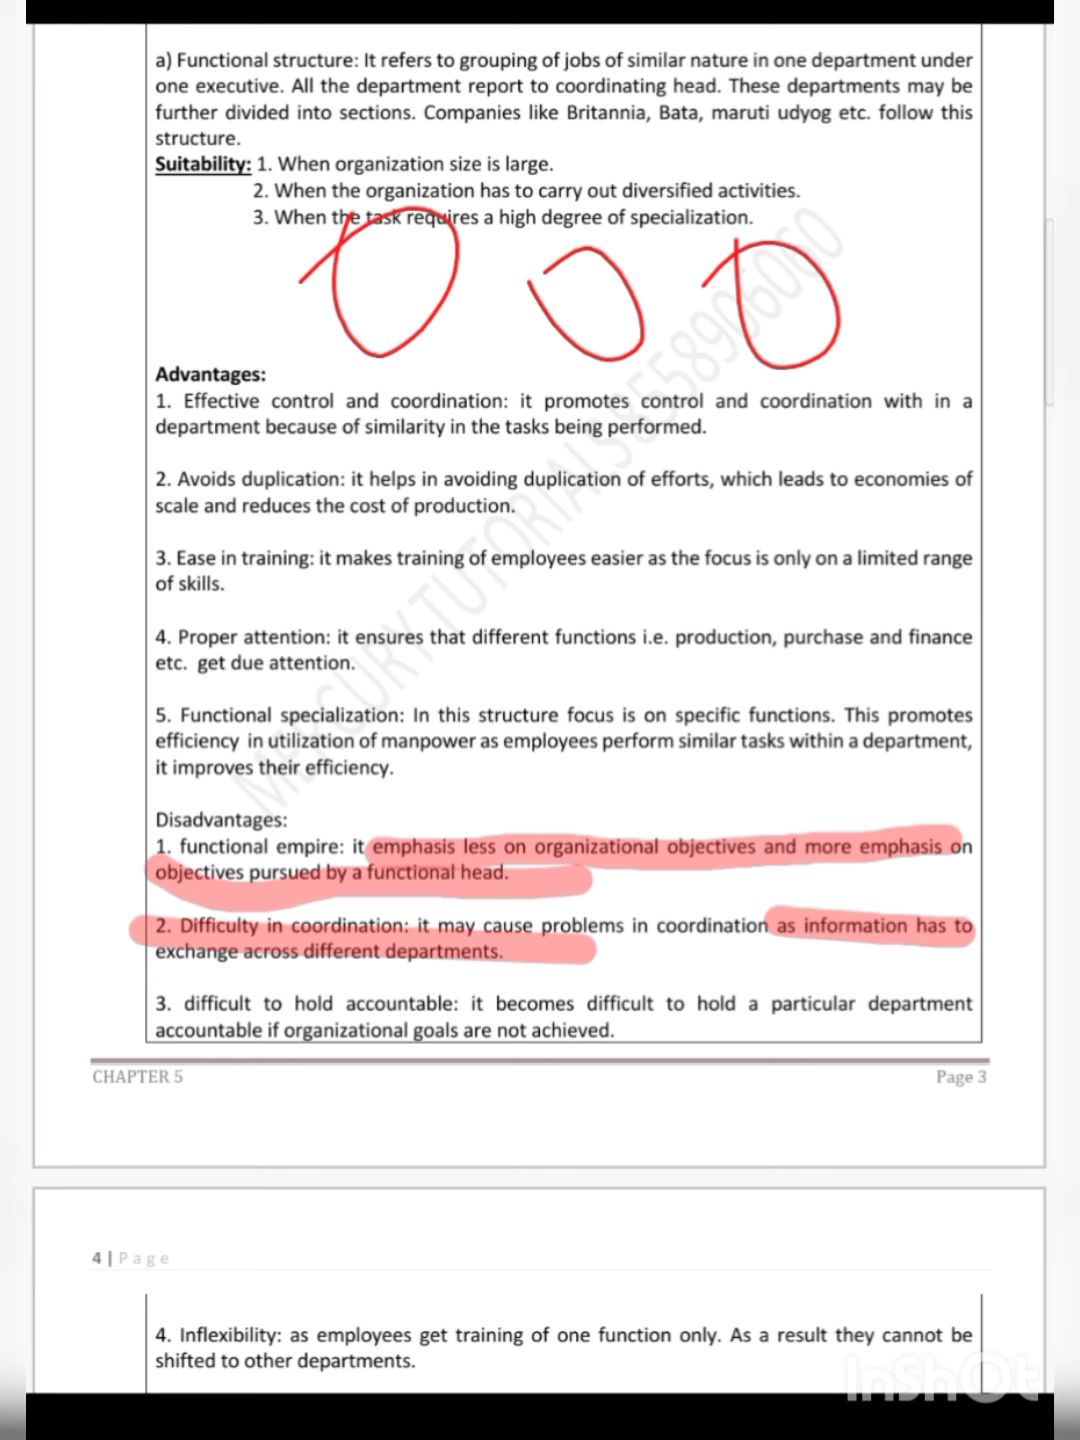 a) Functional structure: It refers to grouping of jobs of similar nature in one department under
one executive. All the department report to coordinating head. These departments may be
further divided into sections. Companies like Britannia, Bata, maruti udyog etc. follow this
structure.
Suitability: 1. When organization size is large.
2. When the organization has to carry out diversified activities.
3. When the task requires a high degree of specialization.
Advantages:
1. Effective control and coordination: it promotes control and coordination with in a
department because of similarity in the tasks being performed.
2. Avoids duplication: it helps in avoiding duplication of efforts, which leads to economies of
scale and reduces the cost of production.
3. Ease in training: it makes training of employees easier as the focus is only on a limited range
of skills.
4. Proper attention: it ensures that different functions i.e. production, purchase and finance
etc. get due attention.
5. Functional specialization: In this structure focus is on specific functions. This promotes
efficiency in utilization of manpower as employees perform similar tasks within a department,
it improves their efficiency.
Disadvantages:
1. functional empire: it emphasis less on organizational objectives and more emphasis on
objectives pursued by a functional head.
2. Difficulty in coordination: it may cause problems in coordination as information has to
exchange across different departments.
3. difficult to hold accountable: it becomes difficult to hold a particular department
accountable if organizational goals are not achieved.
MERCURY TUTORIALS
CHAPTER 5
Page 3
4 | Page
4. Inflexibility: as employees get training of one function only. As a result they cannot be
shifted to other departments.
InShOt